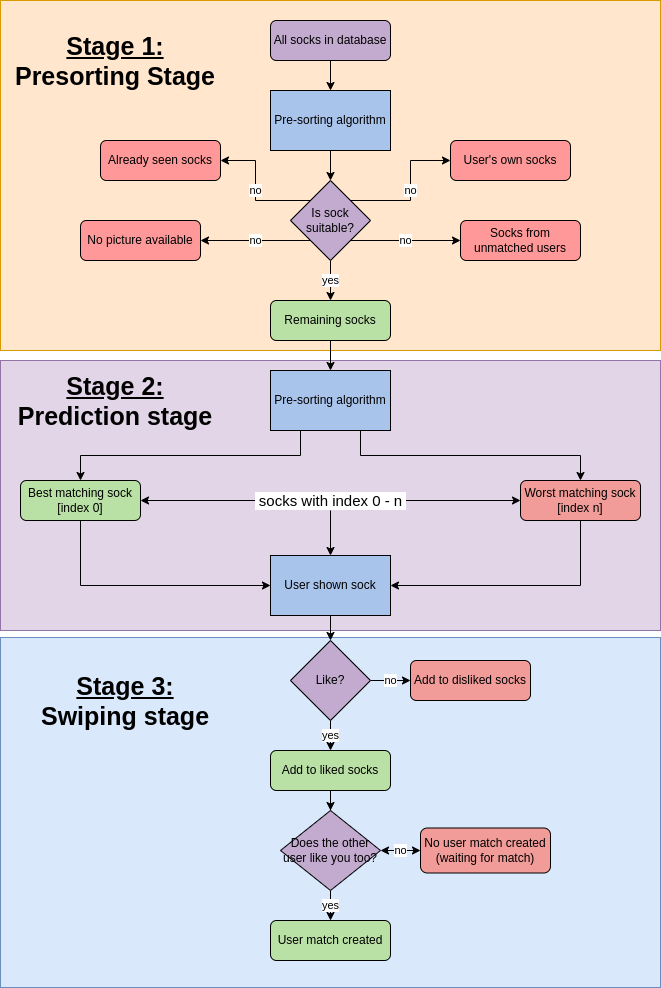 Stage 1:
Presorting Stage
All socks in database
Pre-sorting algorithm
Already seen socks
User's own socks
no
no
Is sock
suitable?
No picture available
no
no
Socks from
unmatched users
yes
Remaining socks
Stage 2:
Prediction stage
Pre-sorting algorithm
Best matching sock
[index 0]
socks with index 0 - n
Worst matching sock
[index n]
User shown sock
Stage 3:
Swiping stage
Like?
no
Add to disliked socks
yes
Add to liked socks
Does the other
user like you too?
no
No user match created
(waiting for match)
yes
User match created